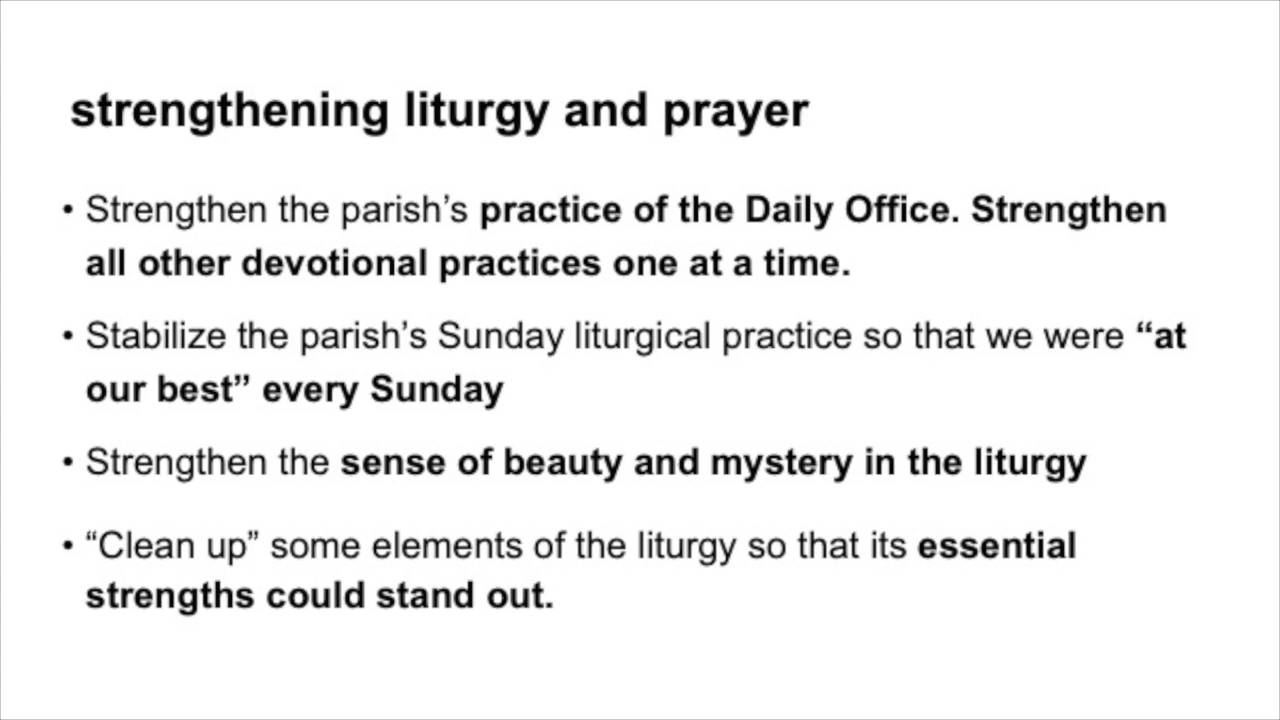 strengthening liturgy and prayer
• Strengthen the parish’s practice of the Daily Office. Strengthen
all other devotional practices one at a time.
• Stabilize the parish’s Sunday liturgical practice so that we were “at
our best” every Sunday
• Strengthen the sense of beauty and mystery in the liturgy
• “Clean up” some elements of the liturgy so that its essential
strengths could stand out.